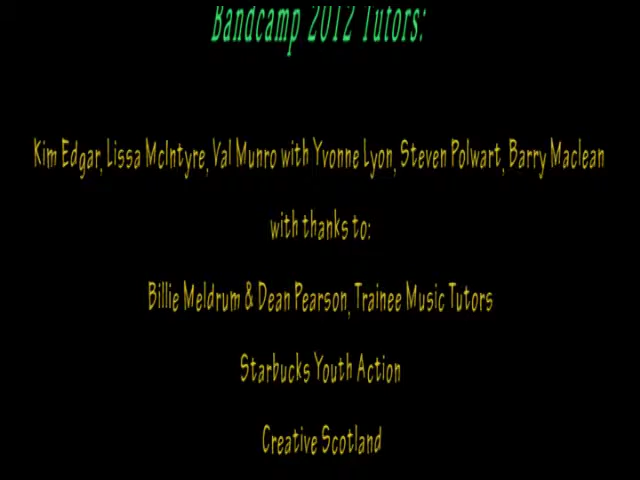 Bandcamp 2012 Tutors:
Kim Edgar, Lissa McIntyre, Val Munro with Yvonne Lyon, Steven Polwart, Barry Maclean
with thanks to:
Billie Meldrum & Dean Pearson, Trainee Music Tutors
Starbucks Youth Action
Creative Scotland